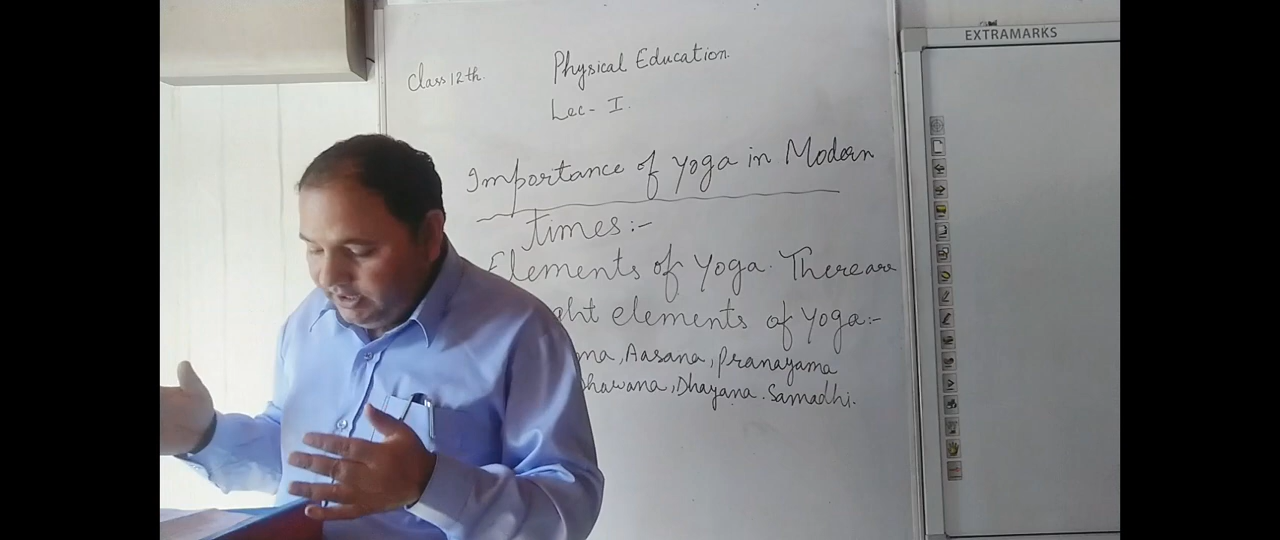 EXTRAMARKS
Class 12th.
Physical Education.
Lec- I.
Importance of yoga in Modern
times:-
Elements of yoga. There are
elements of yoga:-
Aasana, Pranayama
Dhayana. Samadhi.